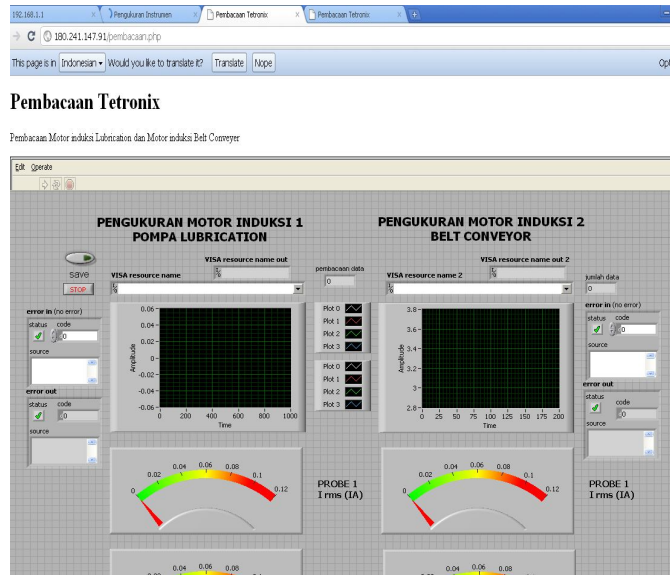 192.168.1.1
Pengukuran Instrumen
Pembacaan Tetronix
Pembacaan Tetronix
180.241.147.91/pembacaan.php
This page is in Indonesian Would you like to translate it? Translate Nope
Pembacaan Tetronix
Pembacaan Motor induksi Lubrication dan Motor induksi Belt Conveyer
Edit Operate
PENGUKURAN MOTOR INDUKSI 1
POMPA LUBRICATION
PENGUKURAN MOTOR INDUKSI 2
BELT CONVEYOR
save
STOP
VISA resource name out
VISA resource name
pembacaan data
0
VISA resource name out 2
VISA resource name 2
jumlah data
0
error in (no error)
status code
0
source
error out
status code
0
source
0.06
0.04
0.02
0
-0.02
-0.04
-0.06
Amplitude
0 200 400 600 800 1000
Time
Plot 0
Plot 1
Plot 2
Plot 3
Plot 0
Plot 1
Plot 2
Plot 3
3.8
3.6
3.4
3.2
3
2.8
Amplitude
0 25 50 75 100 125 150 175 200
Time
error in (no error)
status code
0
source
error out
status code
0
source
0 0.02 0.04 0.06 0.08 0.1 0.12
PROBE 1
I rms (IA)
0 0.02 0.04 0.06 0.08 0.1 0.12
PROBE 1
I rms (IA)
0.04 0.06 0.08
0.04 0.06 0.08